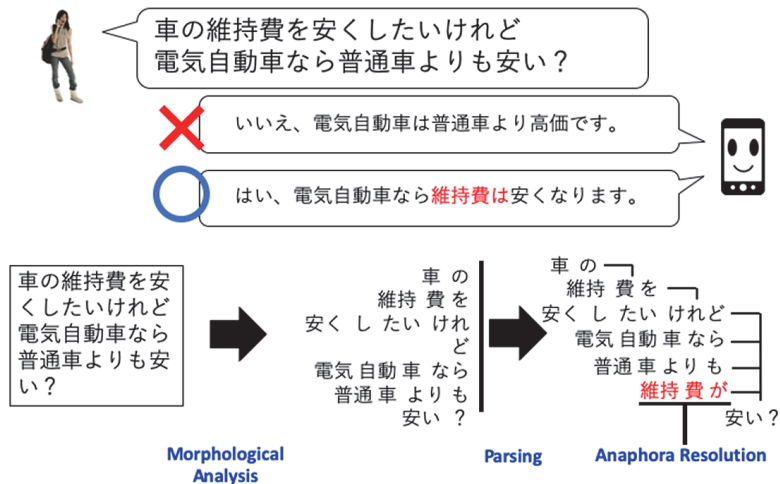 車の維持費を安くしたいけれど
電気自動車なら普通車よりも安い？
いいえ、電気自動車は普通車より高価です。
はい、電気自動車なら維持費は安くなります。
車の維持費を安
くしたいけれど
電気自動車なら
普通車よりも安
い？
車 の
維持 費 を
安く し たい けれ
ど
電気 自動 車 なら
普通 車 より も
安い ？
車 の
維持 費 を
安く し たい けれど
電気 自動 車 なら
普通 車 より も
維持 費 が
安い？
Morphological
Analysis
Parsing
Anaphora Resolution